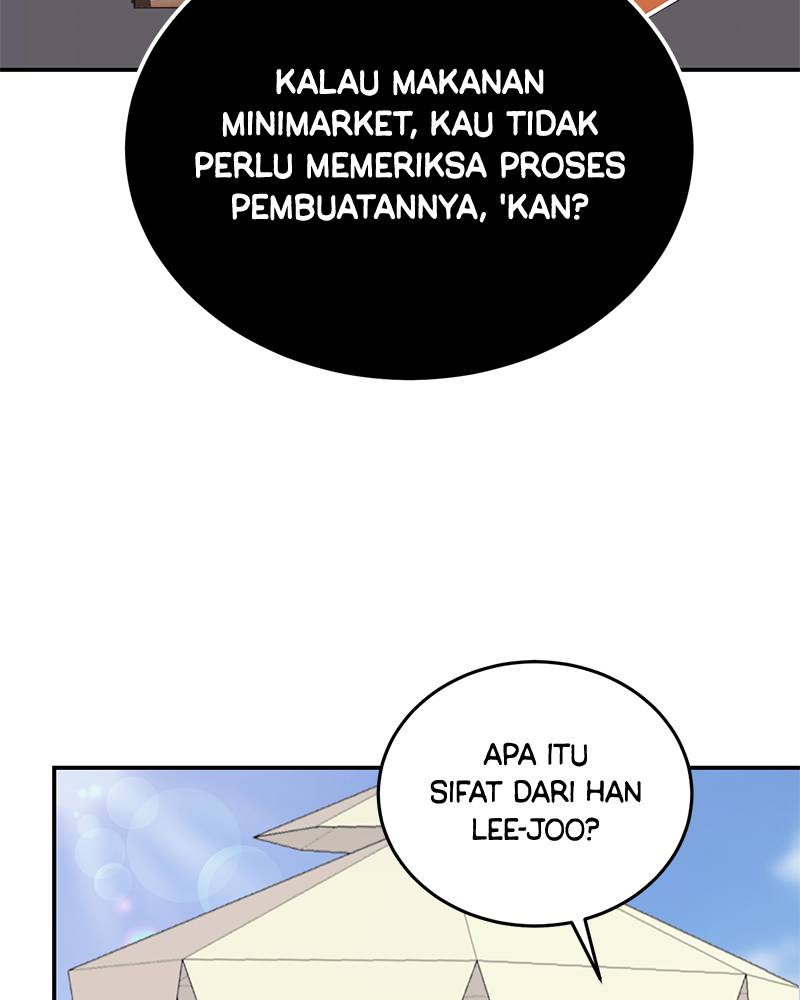 KALAU MAKANAN
MINIMARKET, KAU TIDAK
PERLU MEMERIKSA PROSES
PEMBUATANNYA, 'KAN?
APA ITU
SIFAT DARI HAN
LEE-JOO?